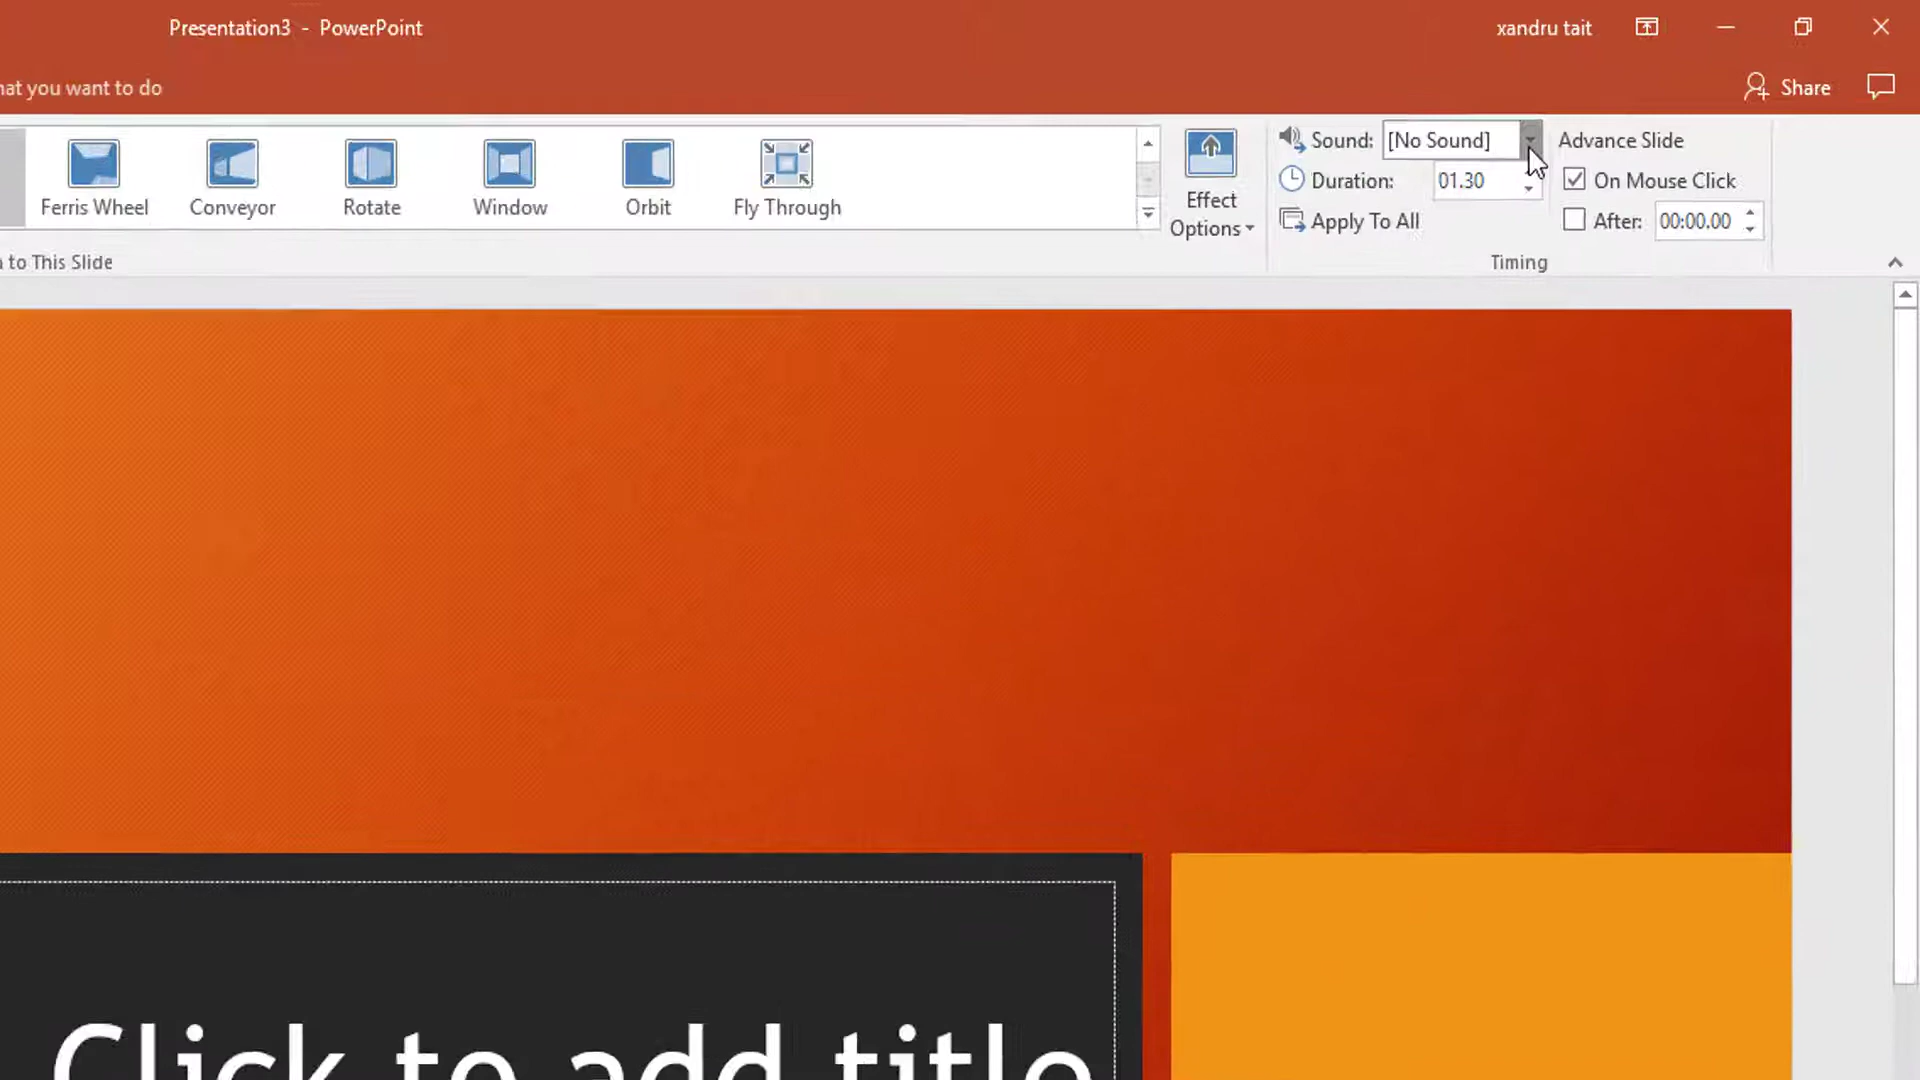 Presentation3 - PowerPoint
xandru tait
hat you want to do
Share
Ferris Wheel
Conveyor
Rotate
Window
Orbit
Fly Through
Effect
Options
Sound: [No Sound]
Duration: 01.30
Apply To All
Advance Slide
On Mouse Click
After: 00:00.00
to This Slide
Timing
Click to add title